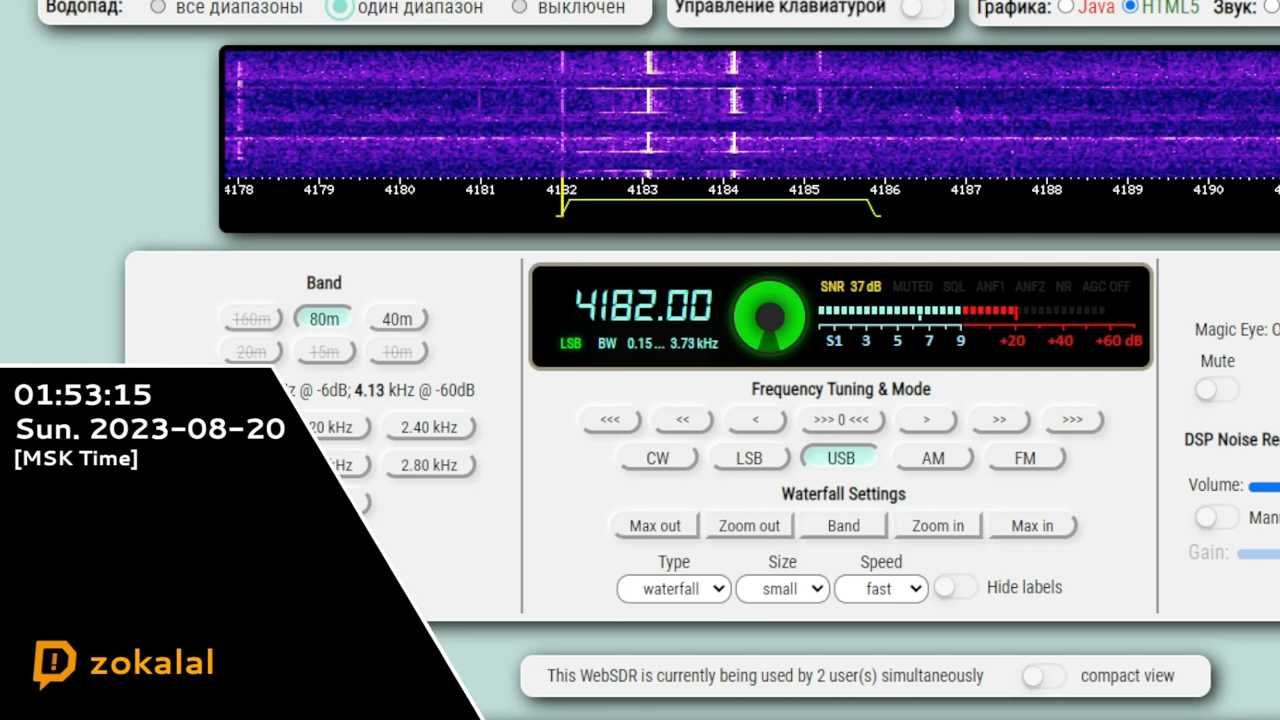 Водопад: все диапазоны один диапазон выключен
Управление клавиатурой
Графика: Java HTML5 Звук:
4178 4179 4180 4181 4182 4183 4184 4185 4186 4187 4188 4189 4190
Band
160m 80m 40m
20m 15m 10m
@ -6dB; 4.13 kHz @ -60dB
kHz 2.40 kHz
2.80 kHz
4182.00
LSB BW 0.15 ... 3.73 kHz
SNR 37 dB MUTED SQL ANF1 ANF2 NR AGC OFF
S1 3 5 7 9 +20 +40 +60 dB
Frequency Tuning & Mode
<<< << < >>> 0 <<< > >> >>>
CW LSB USB AM FM
Waterfall Settings
Max out Zoom out Band Zoom in Max in
Type Size Speed
waterfall small fast Hide labels
Magic Eye:
Mute
DSP Noise
Volume:
Gain:
This WebSDR is currently being used by 2 user(s) simultaneously compact view
01:53:15
Sun. 2023-08-20
[MSK Time]
zokalal